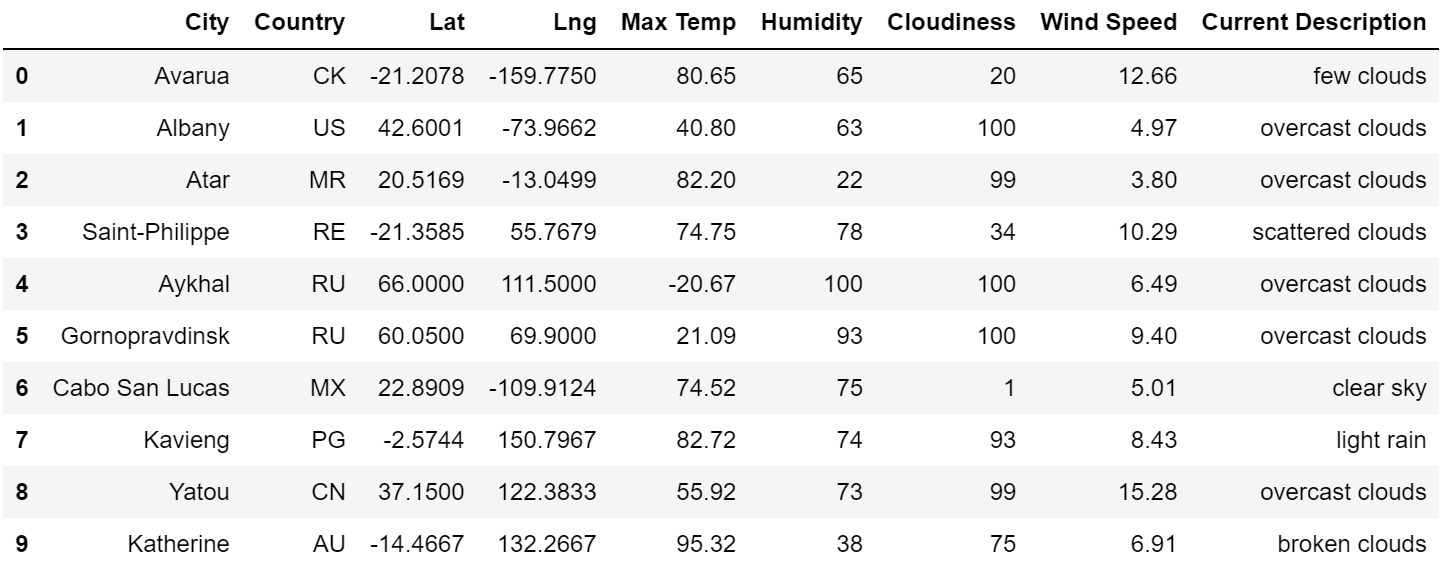 City Country Lat Lng Max Temp Humidity Cloudiness Wind Speed Current Description
0 Avarua CK -21.2078 -159.7750 80.65 65 20 12.66 few clouds
1 Albany US 42.6001 -73.9662 40.80 63 100 4.97 overcast clouds
2 Atar MR 20.5169 -13.0499 82.20 22 99 3.80 overcast clouds
3 Saint-Philippe RE -21.3585 55.7679 74.75 78 34 10.29 scattered clouds
4 Aykhal RU 66.0000 111.5000 -20.67 100 100 6.49 overcast clouds
5 Gornopravdinsk RU 60.0500 69.9000 21.09 93 100 9.40 overcast clouds
6 Cabo San Lucas MX 22.8909 -109.9124 74.52 75 1 5.01 clear sky
7 Kavieng PG -2.5744 150.7967 82.72 74 93 8.43 light rain
8 Yatou CN 37.1500 122.3833 55.92 73 99 15.28 overcast clouds
9 Katherine AU -14.4667 132.2667 95.32 38 75 6.91 broken clouds